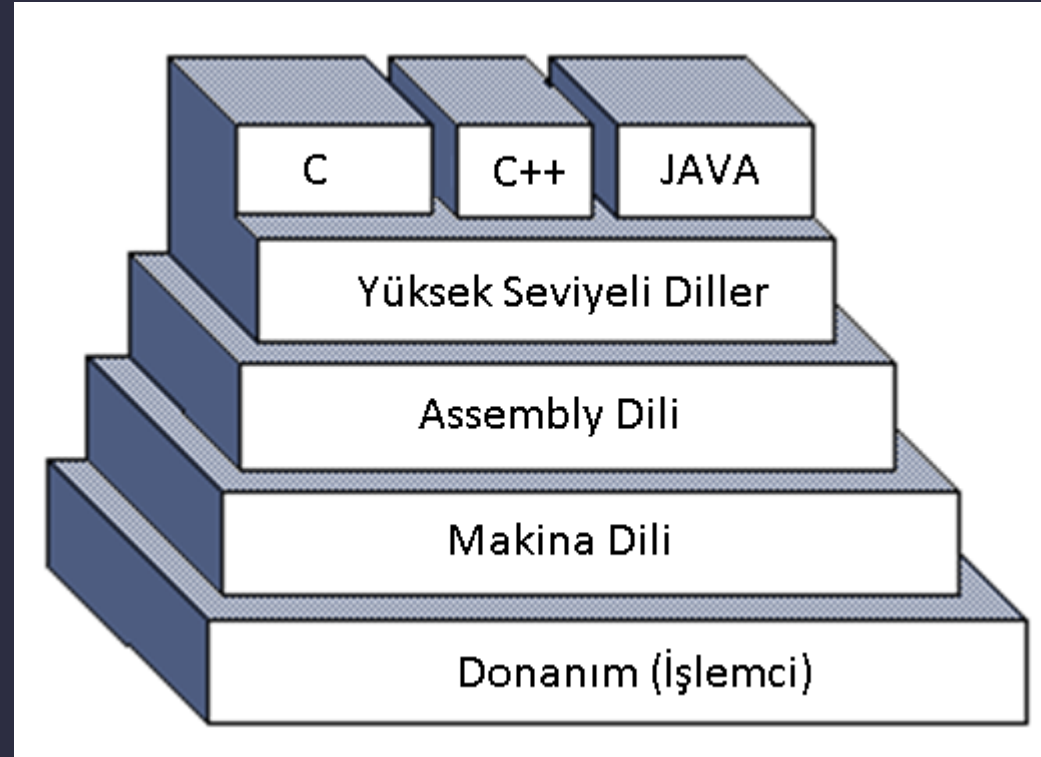 C C++ JAVA
Yüksek Seviyeli Diller
Assembly Dili
Makina Dili
Donanım (İşlemci)